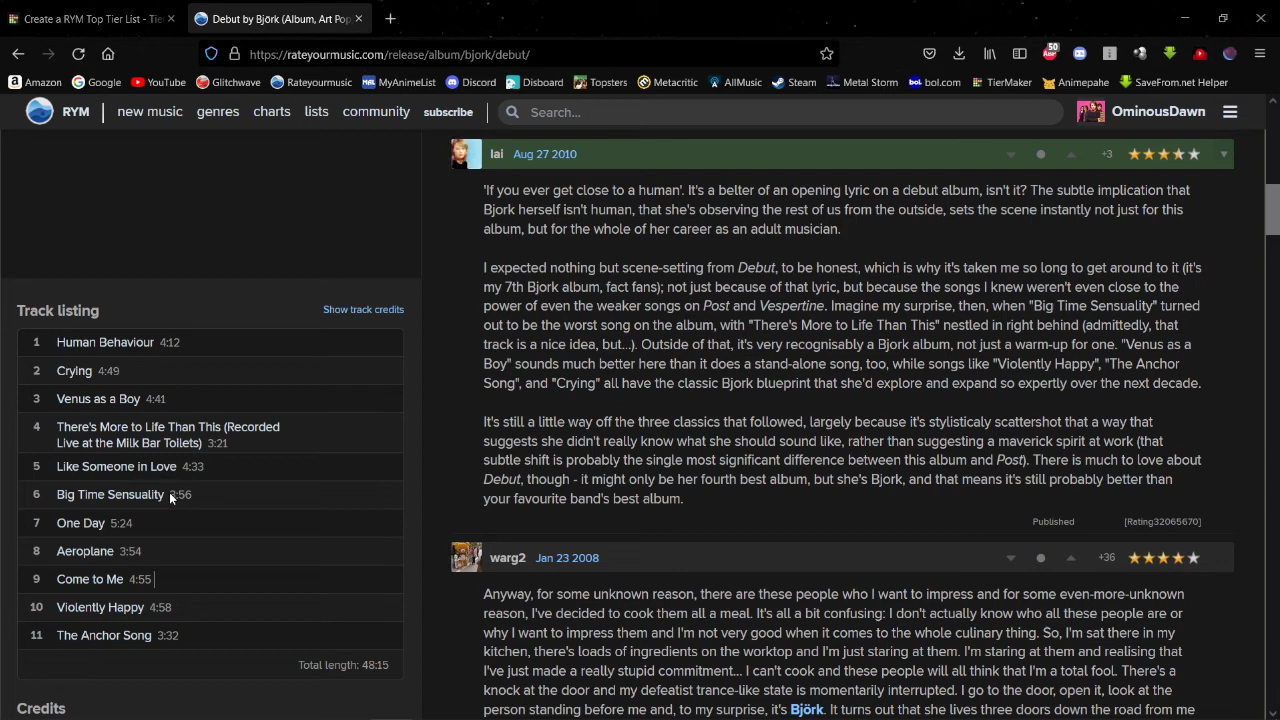 Create a RYM Top Tier List - Tie
Debut by Björk (Album, Art Pop
https://rateyourmusic.com/release/album/bjork/debut/
50
Amazon
Google
YouTube
Glitchwave
Rateyourmusic
MyAnimeList
Discord
Disboard
Topsters
Metacritic
AllMusic
Steam
Metal Storm
bol.com
TierMaker
Animepahe
SaveFrom.net Helper
RYM
new music
genres
charts
lists
community
subscribe
Search...
OminousDawn
Track listing
Show track credits
1 Human Behaviour 4:12
2 Crying 4:49
3 Venus as a Boy 4:41
4 There's More to Life Than This (Recorded
Live at the Milk Bar Toilets) 3:21
5 Like Someone in Love 4:33
6 Big Time Sensuality :56
7 One Day 5:24
8 Aeroplane 3:54
9 Come to Me 4:55
10 Violently Happy 4:58
11 The Anchor Song 3:32
Total length: 48:15
Credits
Iai Aug 27 2010 +3
'If you ever get close to a human'. It's a belter of an opening lyric on a debut album, isn't it? The subtle implication that
Bjork herself isn't human, that she's observing the rest of us from the outside, sets the scene instantly not just for this
album, but for the whole of her career as an adult musician.
I expected nothing but scene-setting from Debut, to be honest, which is why it's taken me so long to get around to it (it's
my 7th Bjork album, fact fans); not just because of that lyric, but because the songs I knew weren't even close to the
power of even the weaker songs on Post and Vespertine. Imagine my surprise, then, when "Big Time Sensuality" turned
out to be the worst song on the album, with "There's More to Life Than This" nestled in right behind (admittedly, that
track is a nice idea, but...). Outside of that, it's very recognisably a Bjork album, not just a warm-up for one. "Venus as a
Boy" sounds much better here than it does a stand-alone song, too, while songs like "Violently Happy", "The Anchor
Song", and "Crying" all have the classic Bjork blueprint that she'd explore and expand so expertly over the next decade.
It's still a little way off the three classics that followed, largely because it's stylisticaly scattershot that a way that
suggests she didn't really know what she should sound like, rather than suggesting a maverick spirit at work (that
subtle shift is probably the single most significant difference between this album and Post). There is much to love about
Debut, though - it might only be her fourth best album, but she's Bjork, and that means it's still probably better than
your favourite band's best album.
Published [Rating32065670]
warg2 Jan 23 2008 +36
Anyway, for some unknown reason, there are these people who I want to impress and for some even-more-unknown
reason, I've decided to cook them all a meal. It's all a bit confusing: I don't actually know who all these people are or
why I want to impress them and I'm not very good when it comes to the whole culinary thing. So, I'm sat there in my
kitchen, there's loads of ingredients on the worktop and I'm just staring at them. I'm staring at them and realising that
I've just made a really stupid commitment... I can't cook and these people will all think that I'm a total fool. There's a
knock at the door and my defeatist trance-like state is momentarily interrupted. I go to the door, open it, look at the
person standing before me and, to my surprise, it's Björk. It turns out that she lives three doors down the road from me